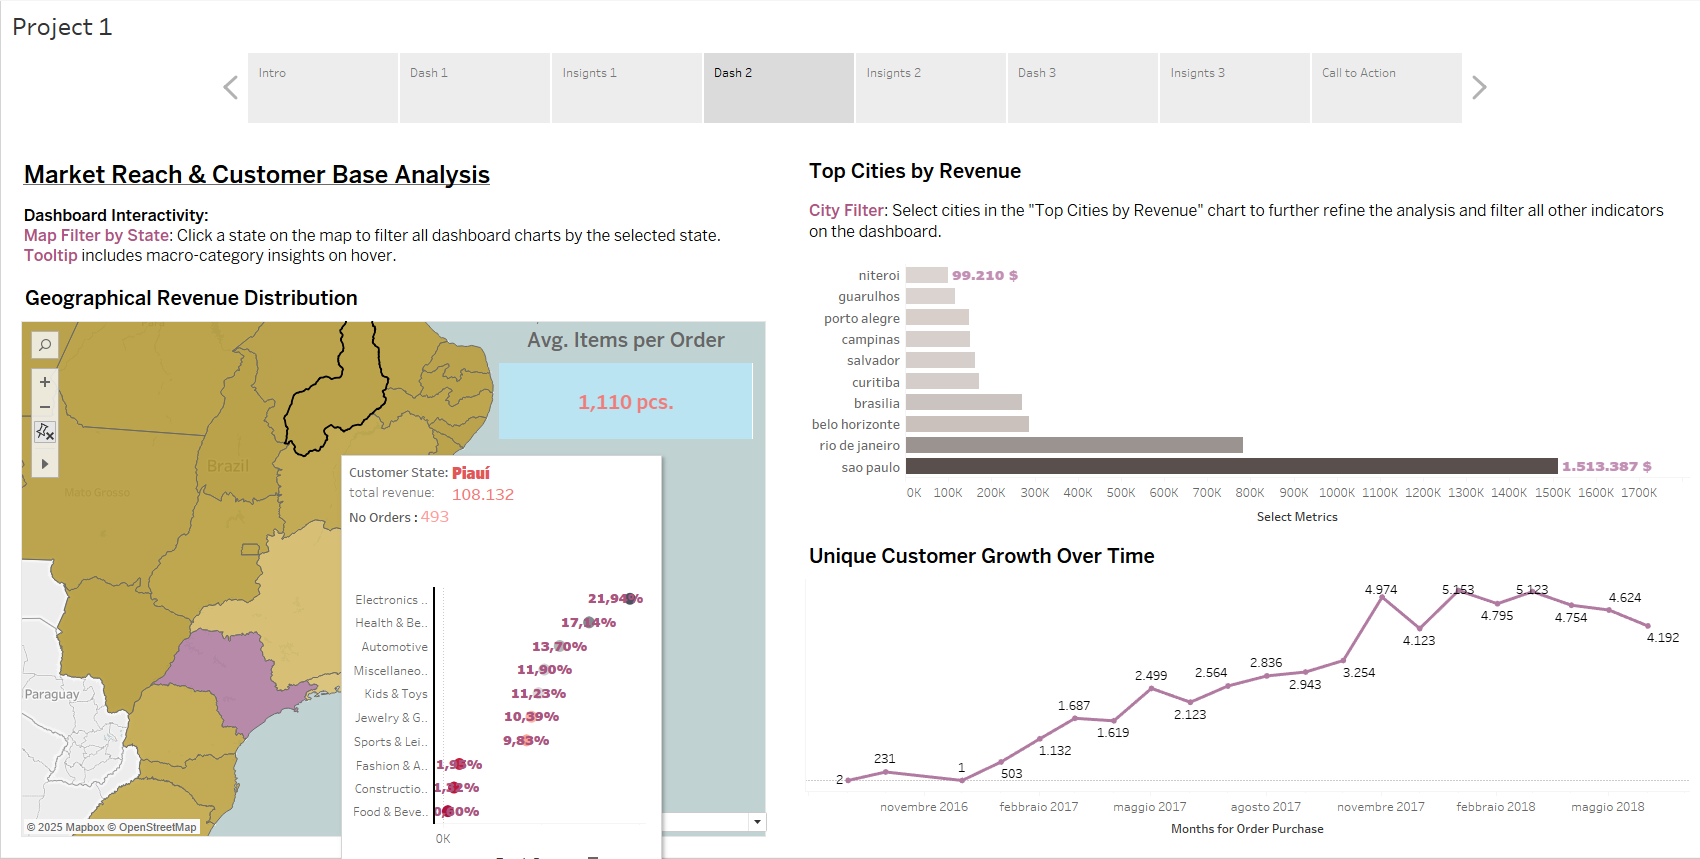 Project 1
Intro
Dash 1
Insignts 1
Dash 2
Insignts 2
Dash 3
Insignts 3
Call to Action
Market Reach & Customer Base Analysis
Dashboard Interactivity:
Map Filter by State: Click a state on the map to filter all dashboard charts by the selected state.
Tooltip includes macro-category insights on hover.
Geographical Revenue Distribution
Avg. Items per Order
1,110 pcs.
Brazil
Mato Grosso
Paraguay
© 2025 Mapbox © OpenStreetMap
Customer State: Piauí
total revenue: 108.132
No Orders : 493
Electronics .. 21,94%
Health & Be.. 17,14%
Automotive 13,70%
Miscellaneo.. 11,90%
Kids & Toys 11,23%
Jewelry & G.. 10,39%
Sports & Lei.. 9,83%
Fashion & A..
Constructio..
Food & Beve..
0K
Top Cities by Revenue
City Filter: Select cities in the "Top Cities by Revenue" chart to further refine the analysis and filter all other indicators
on the dashboard.
niteroi 99.210 $
guarulhos
porto alegre
campinas
salvador
curitiba
brasilia
belo horizonte
rio de janeiro
sao paulo 1.513.387 $
0K 100K 200K 300K 400K 500K 600K 700K 800K 900K 1000K 1100K 1200K 1300K 1400K 1500K 1600K 1700K
Select Metrics
Unique Customer Growth Over Time
2
231
1
503
1.132
1.687
1.619
2.499
2.123
2.564
2.836
2.943
3.254
4.974
4.123
5.153
4.795
5.123
4.754
4.624
4.192
novembre 2016 febbraio 2017 maggio 2017 agosto 2017 novembre 2017 febbraio 2018 maggio 2018
Months for Order Purchase